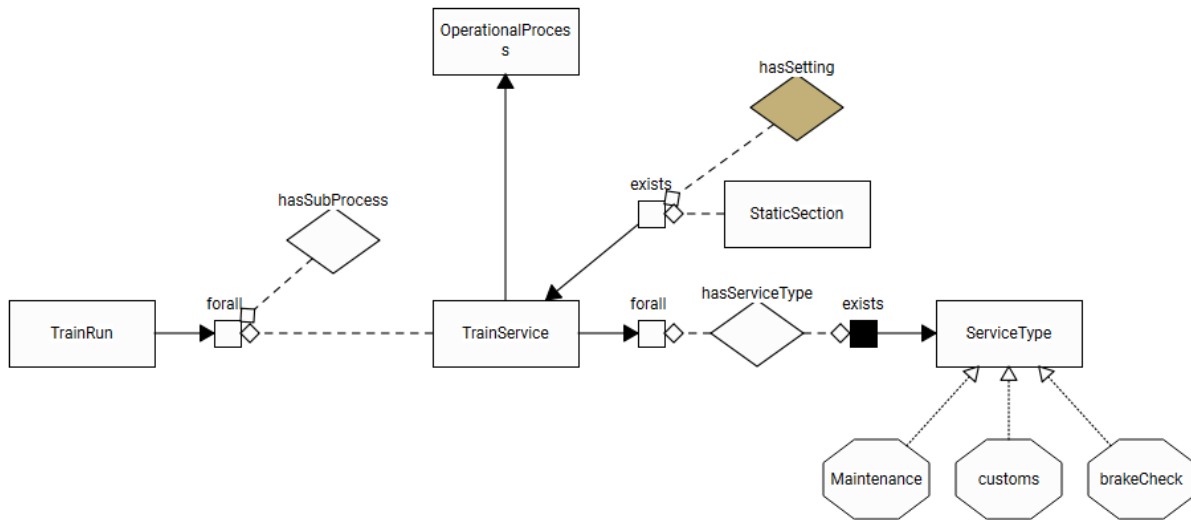 OperationalProces
s
hasSetting
exists
StaticSection
hasSubProcess
forall
TrainRun
TrainService
forall
hasServiceType
exists
ServiceType
Maintenance
customs
brakeCheck